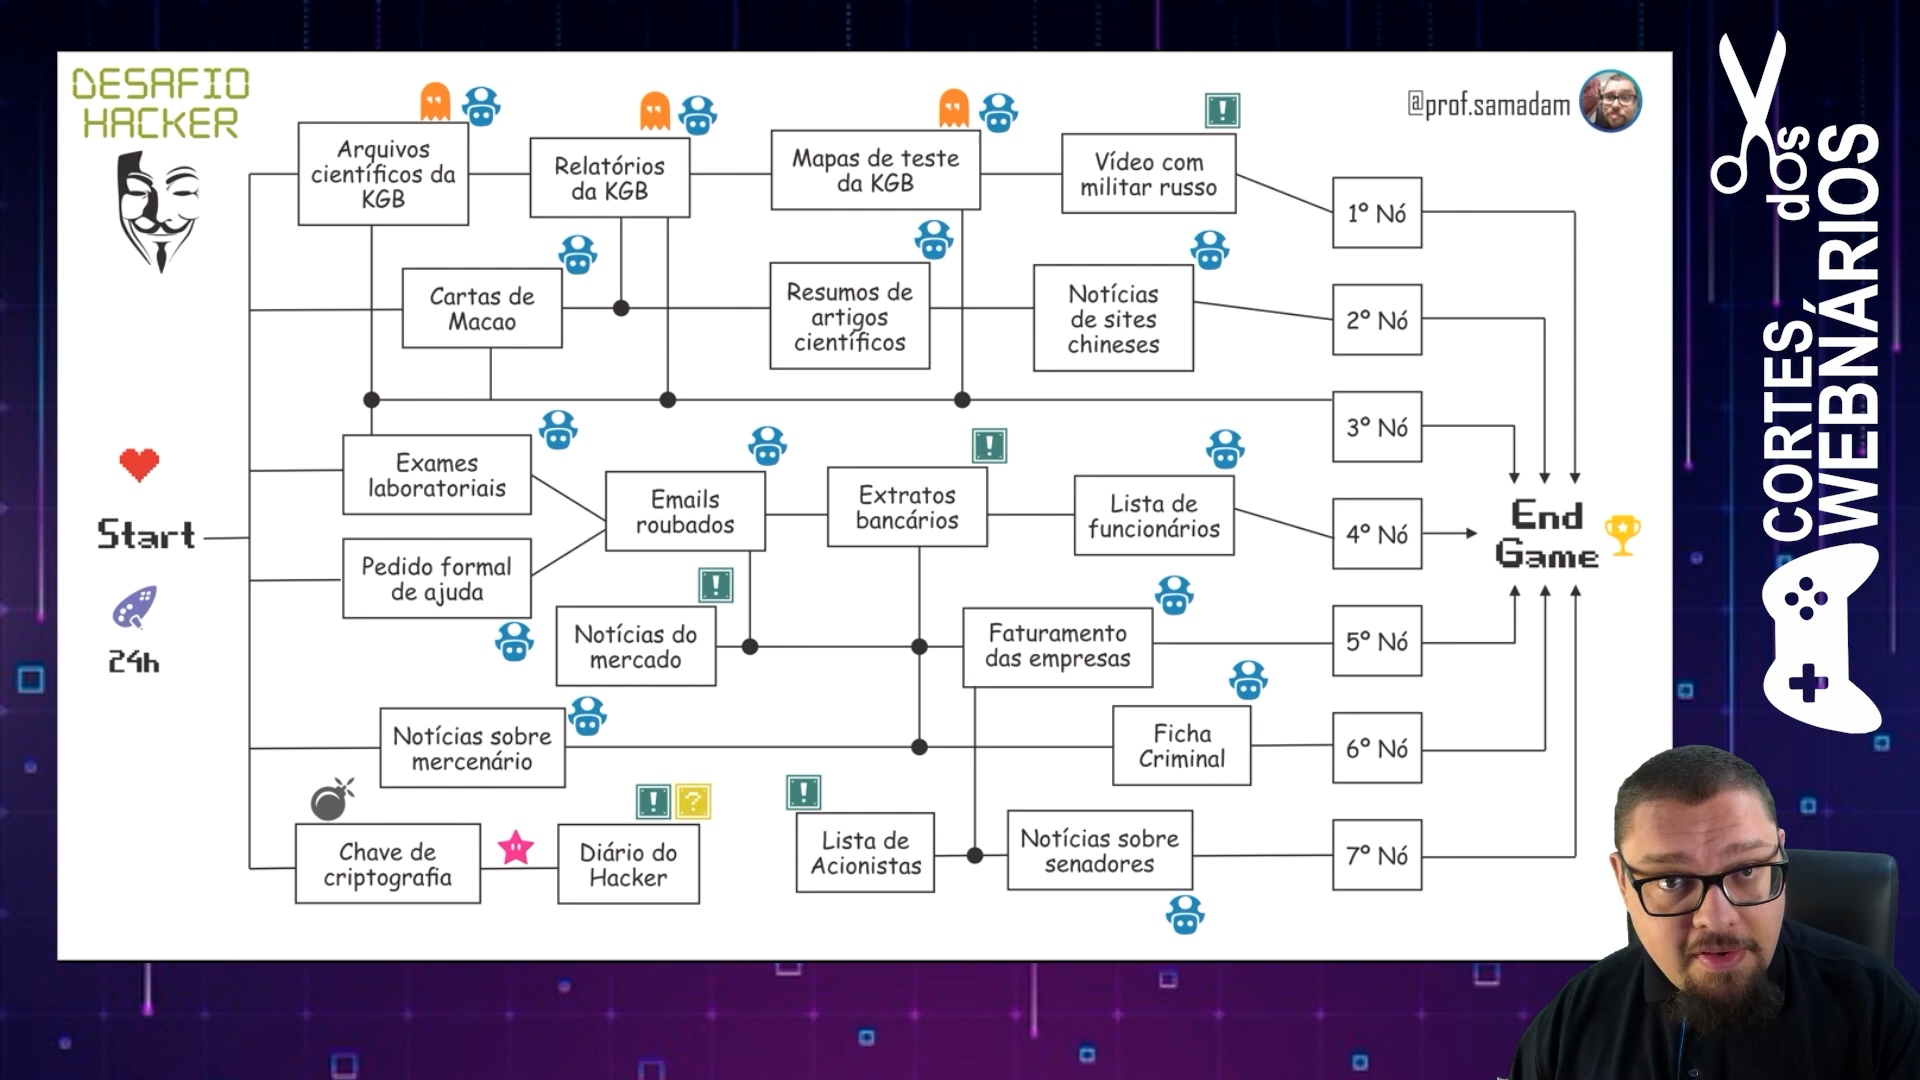 DESAFIO
HACKER
@prof.samadam
Arquivos
científicos da
KGB
Relatórios
da KGB
Mapas de teste
da KGB
Vídeo com
militar russo
1º Nó
Cartas de
Macao
Resumos de
artigos
científicos
Notícias
de sites
chineses
2º Nó
3º Nó
Exames
laboratoriais
Emails
roubados
Extratos
bancários
Lista de
funcionários
4º Nó
Start
24h
Pedido formal
de ajuda
End
Game
Notícias do
mercado
Faturamento
das empresas
5º Nó
Notícias sobre
mercenário
Ficha
Criminal
6º Nó
Chave de
criptografia
Diário do
Hacker
Lista de
Acionistas
Notícias sobre
senadores
7º Nó
!
!
!
!
?
!
CORTES dos
WEBNÁRIOS